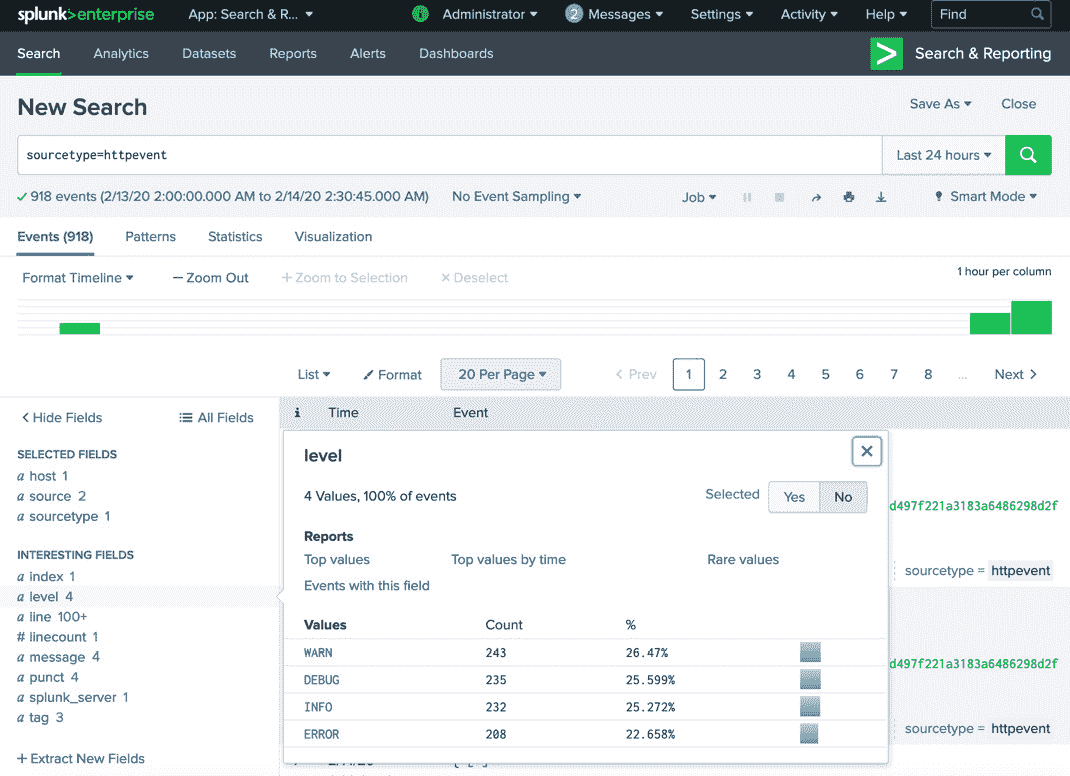 splunk>enterprise App: Search & R... Administrator 2 Messages Settings Activity Help Find
Search Analytics Datasets Reports Alerts Dashboards Search & Reporting
New Search Save As Close
sourcetype=httpevent Last 24 hours
918 events (2/13/20 2:00:00.000 AM to 2/14/20 2:30:45.000 AM) No Event Sampling Job Smart Mode
Events (918) Patterns Statistics Visualization
Format Timeline — Zoom Out + Zoom to Selection × Deselect 1 hour per column
List Format 20 Per Page < Prev 1 2 3 4 5 6 7 8 ... Next >
< Hide Fields All Fields i Time Event
SELECTED FIELDS
a host 1
a source 2
a sourcetype 1
INTERESTING FIELDS
a index 1
a level 4
a line 100+
# linecount 1
a message 4
a punct 4
a splunk_server 1
a tag 3
+ Extract New Fields
level
4 Values, 100% of events Selected Yes No
Reports
Top values Top values by time Rare values
Events with this field
Values Count %
WARN 243 26.47%
DEBUG 235 25.599%
INFO 232 25.272%
ERROR 208 22.658%
d497f221a3183a6486298d2f
sourcetype = httpevent
d497f221a3183a6486298d2f
sourcetype = httpevent